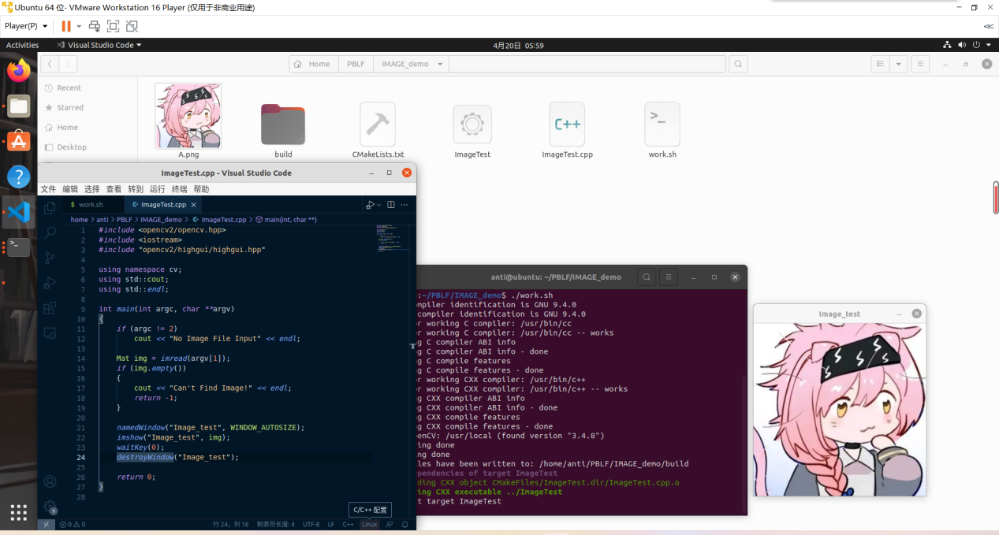 Ubuntu 64 位- VMware Workstation 16 Player (仅用于非商业用途)
Player(P)
Activities
Visual Studio Code
4月20日 05:59
Home
PBLF
IMAGE_demo
Recent
Starred
Home
Desktop
A.png
build
CMakeLists.txt
ImageTest
C++
ImageTest.cpp
>_
work.sh
ImageTest.cpp - Visual Studio Code
文件 编辑 选择 查看 转到 运行 终端 帮助
$ work.sh
ImageTest.cpp
home > anti > PBLF > IMAGE_demo > ImageTest.cpp > main(int, char **)
1 #include <opencv2/opencv.hpp>
2 #include <iostream>
3 #include "opencv2/highgui/highgui.hpp"
4
5 using namespace cv;
6 using std::cout;
7 using std::endl;
8
9 int main(int argc, char **argv)
10 {
11 if (argc != 2)
12 cout << "No Image File Input" << endl;
13
14 Mat img = imread(argv[1]);
15 if (img.empty())
16 {
17 cout << "Can't Find Image!" << endl;
18 return -1;
19 }
20
21 namedWindow("Image_test", WINDOW_AUTOSIZE);
22 imshow("Image_test", img);
23 waitKey(0);
24 destroyWindow("Image_test");
25
26 return 0;
27 }
28
C/C++ 配置
0 0
行 24, 列 16
制表符长度: 4
UTF-8
LF
C++
Linux
1
anti@ubuntu: ~/PBLF/IMAGE_demo
:~/PBLF/IMAGE_demo$ ./work.sh
mpiler identification is GNU 9.4.0
compiler identification is GNU 9.4.0
or working C compiler: /usr/bin/cc
or working C compiler: /usr/bin/cc -- works
g C compiler ABI info
g C compiler ABI info - done
g C compile features
g C compile features - done
or working CXX compiler: /usr/bin/c++
or working CXX compiler: /usr/bin/c++ -- works
g CXX compiler ABI info
g CXX compiler ABI info - done
g CXX compile features
g CXX compile features - done
penCV: /usr/local (found version "3.4.8")
ing done
ng done
les have been written to: /home/anti/PBLF/IMAGE_demo/build
pendencies of target ImageTest
ding CXX object CMakeFiles/ImageTest.dir/ImageTest.cpp.o
ing CXX executable ../ImageTest
t target ImageTest
Image_test